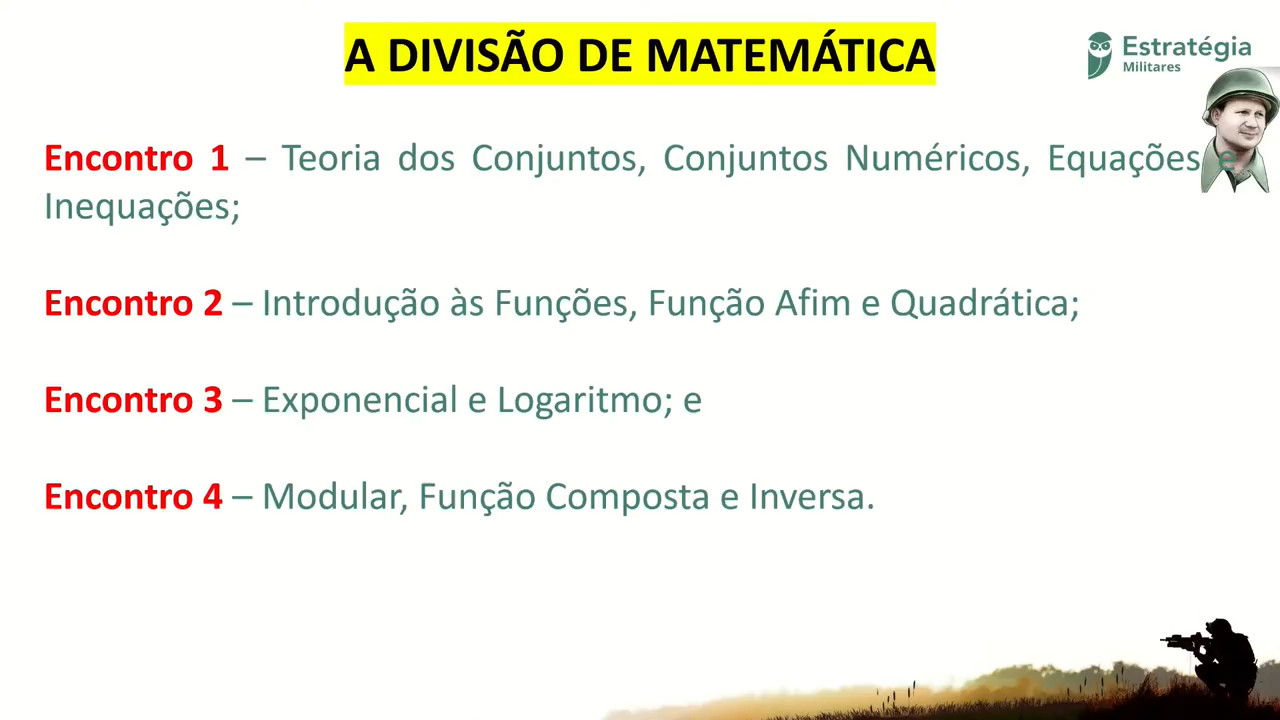 A DIVISÃO DE MATEMÁTICA
Estratégia
Militares
Encontro 1 – Teoria dos Conjuntos, Conjuntos Numéricos, Equações e
Inequações;
Encontro 2 – Introdução às Funções, Função Afim e Quadrática;
Encontro 3 – Exponencial e Logaritmo; e
Encontro 4 – Modular, Função Composta e Inversa.